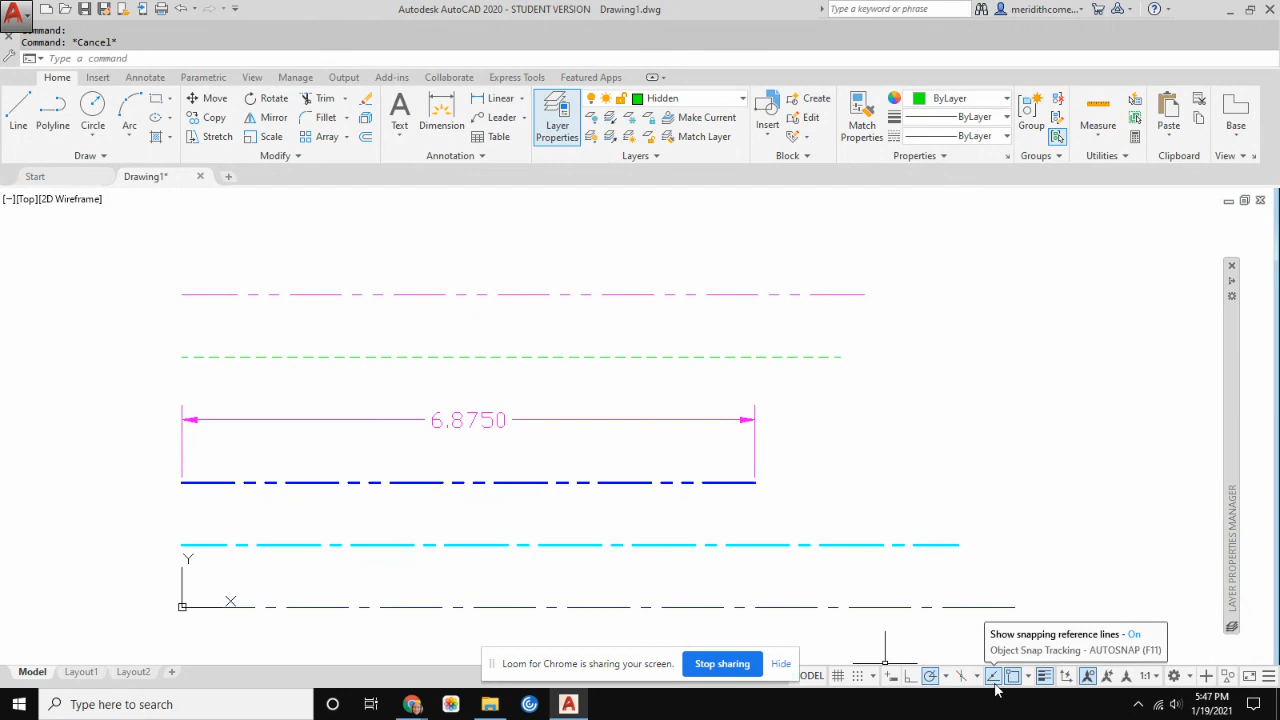 Autodesk AutoCAD 2020 - STUDENT VERSION Drawing1.dwg
Type a keyword or phrase
meridithcome...
Command:
Command: *Cancel*
Type a command
Home Insert Annotate Parametric View Manage Output Add-ins Collaborate Express Tools Featured Apps
Line Polyline Circle Arc
Move Rotate Trim
Copy Mirror Fillet
Stretch Scale Array
Text Dimension
Linear
Leader
Table
Layer
Properties
Hidden
Make Current
Match Layer
Insert
Create
Edit
Match
Properties
ByLayer
ByLayer
ByLayer
Group Measure Paste Base
Draw Modify Annotation Layers Block Properties Groups Utilities Clipboard View
Start Drawing1*
[−][Top][2D Wireframe]
6.8750
Y
X
LAYER PROPERTIES MANAGER
Show snapping reference lines - On
Object Snap Tracking - AUTOSNAP (F11)
Loom for Chrome is sharing your screen. Stop sharing Hide
Model Layout1 Layout2
ODEL
1:1
Type here to search
5:47 PM
1/19/2021